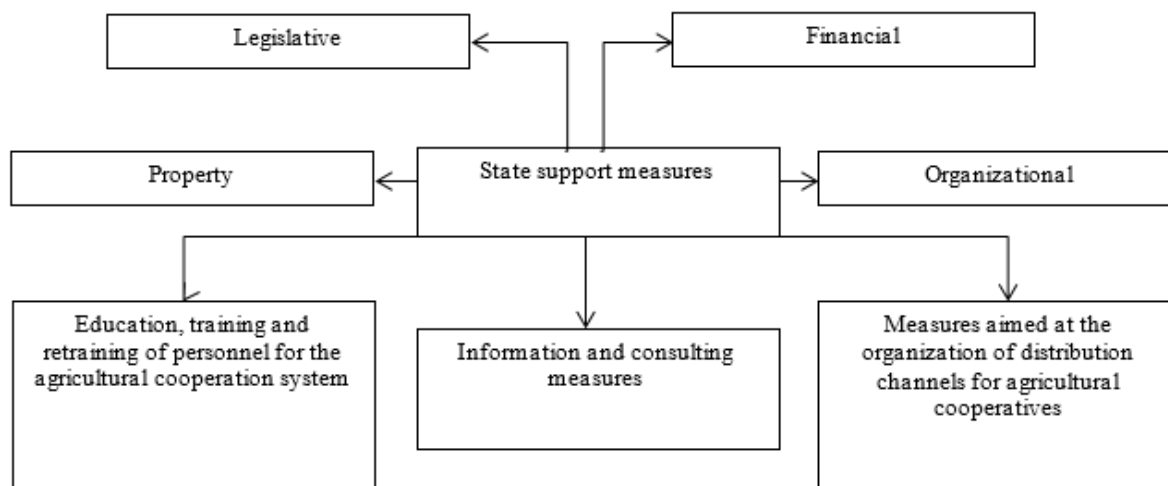 Legislative
Financial
Property
State support measures
Organizational
Education, training and
retraining of personnel for the
agricultural cooperation system
Information and consulting
measures
Measures aimed at the
organization of distribution
channels for agricultural
cooperatives